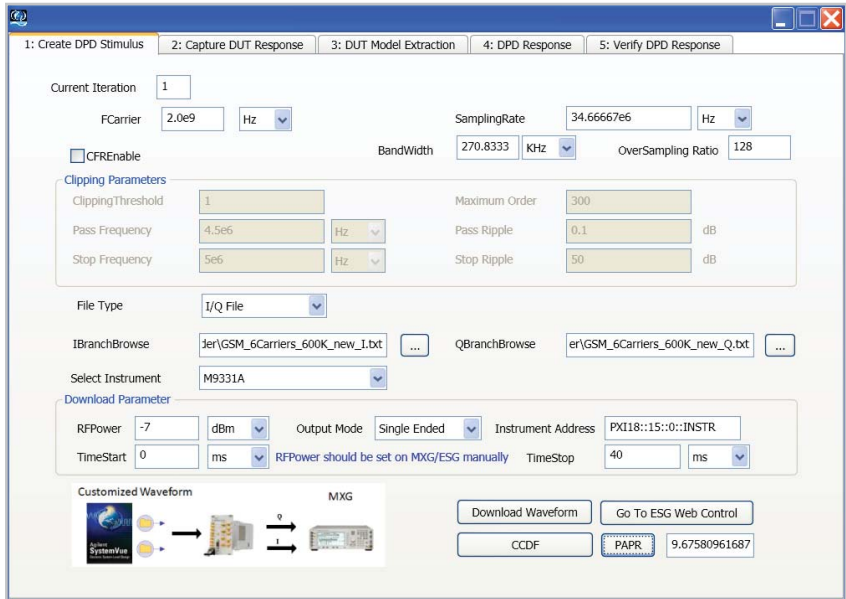 1: Create DPD Stimulus 2: Capture DUT Response 3: DUT Model Extraction 4: DPD Response 5: Verify DPD Response
Current Iteration 1
FCarrier 2.0e9 Hz SamplingRate 34.66667e6 Hz
CFREnable BandWidth 270.8333 KHz OverSampling Ratio 128
Clipping Parameters
ClippingThreshold 1 Maximum Order 300
Pass Frequency 4.5e6 Hz Pass Ripple 0.1 dB
Stop Frequency 5e6 Hz Stop Ripple 50 dB
File Type I/Q File
IBranchBrowse der\GSM_6Carriers_600K_new_I.txt ... QBranchBrowse er\GSM_6Carriers_600K_new_Q.txt ...
Select Instrument M9331A
Download Parameter
RFPower -7 dBm Output Mode Single Ended Instrument Address PXI18::15::0::INSTR
TimeStart 0 ms RFPower should be set on MXG/ESG manually TimeStop 40 ms
Customized Waveform MXG
Q
I
Agilent
SystemVue
Download Waveform Go To ESG Web Control
CCDF PAPR 9.67580961687